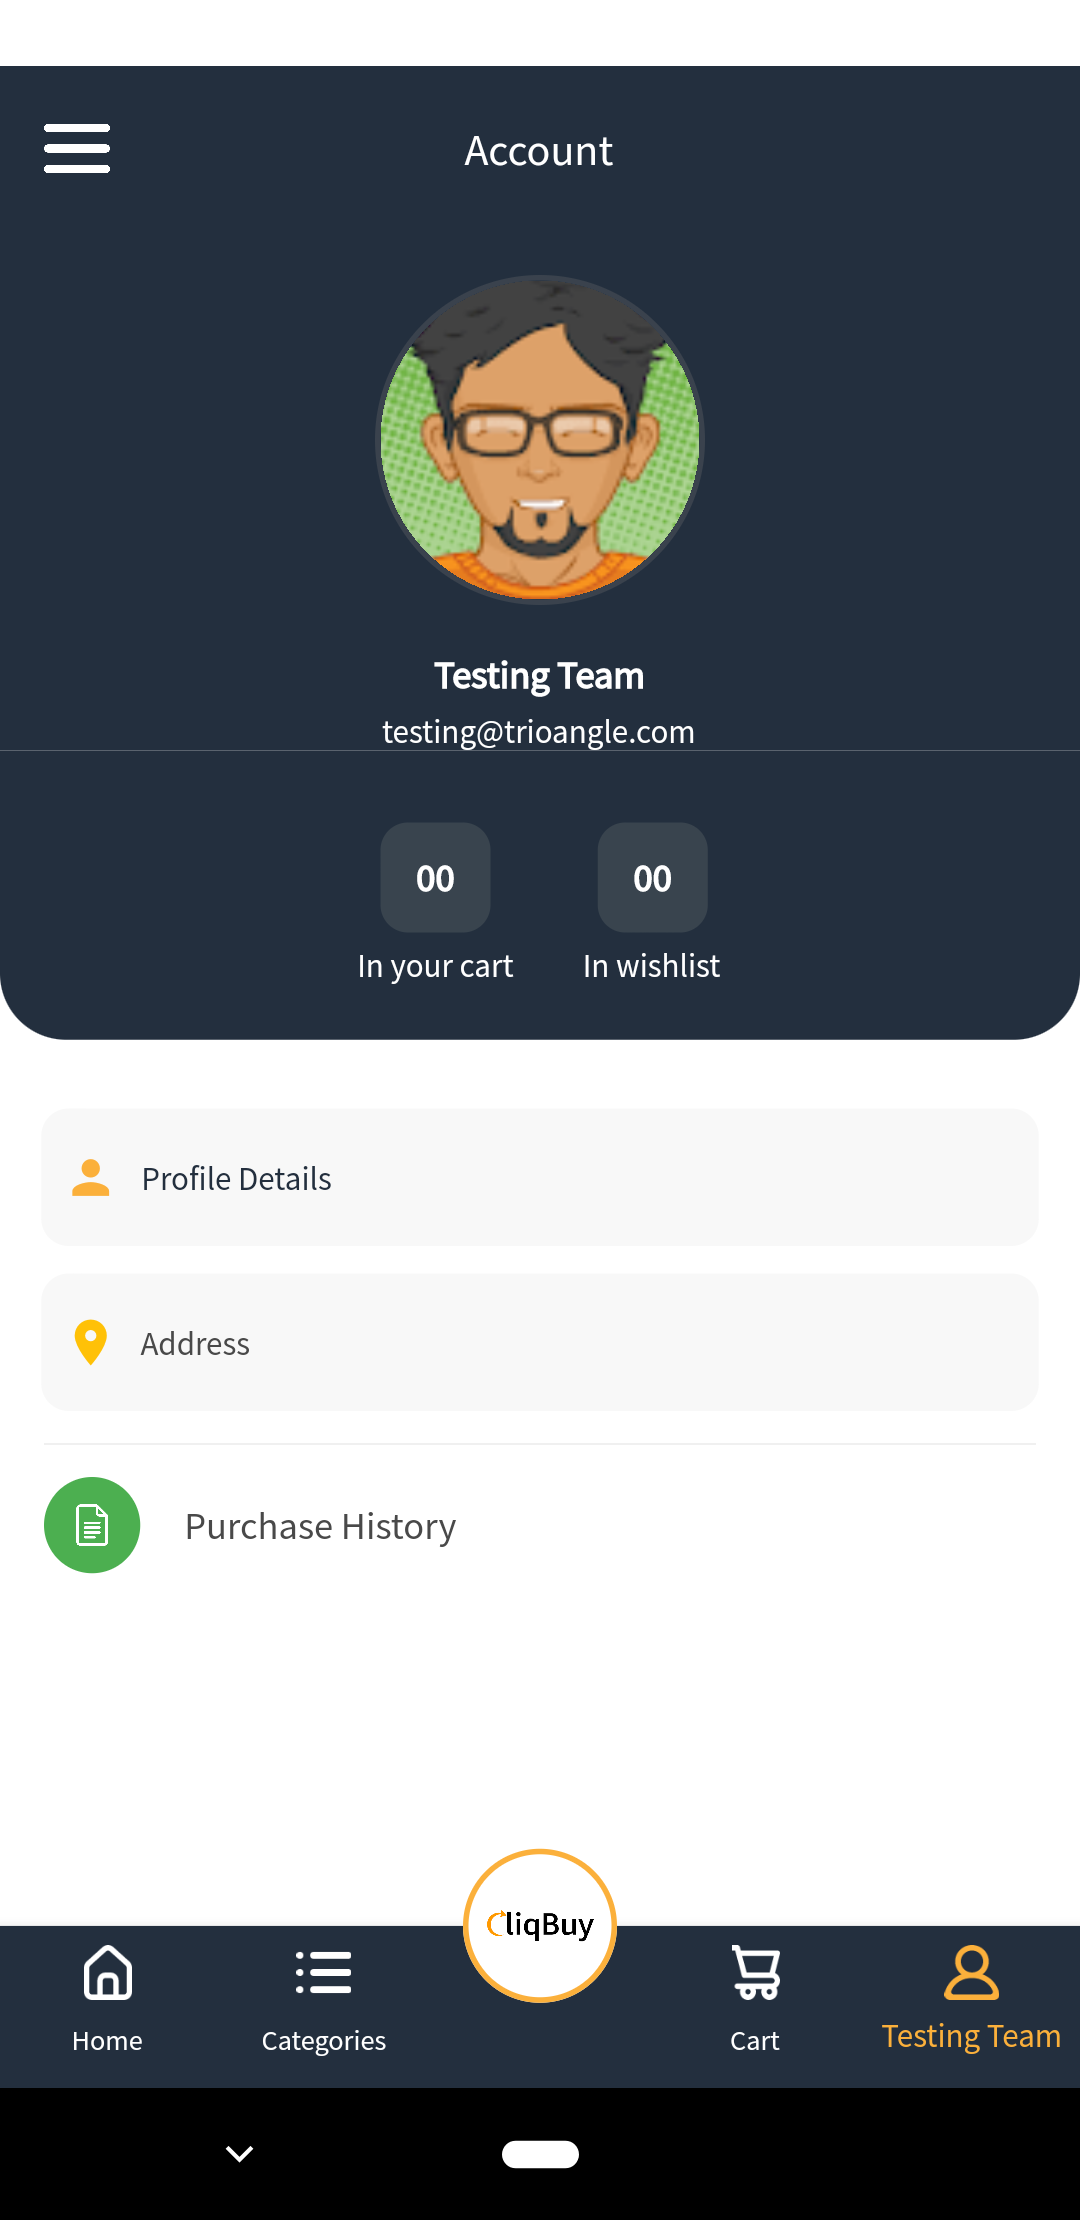 Account
Testing Team
testing@trioangle.com
00
00
In your cart
In wishlist
Profile Details
Address
Purchase History
CliqBuy
Home
Categories
Cart
Testing Team